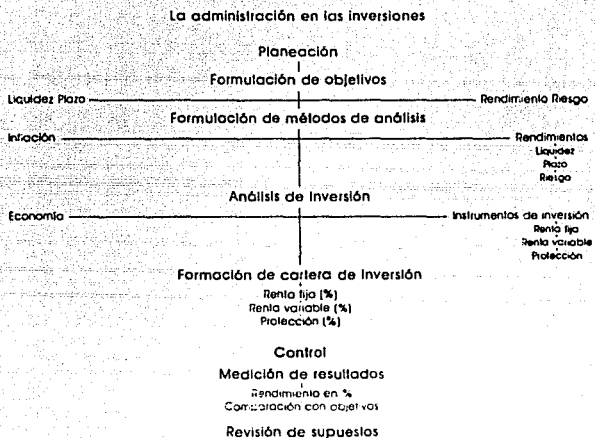 La administración en las inversiones
Planeación
Formulación de objetivos
Liquidez Plazo Rendimiento Riesgo
Formulación de métodos de análisis
Inflación Rendimientos
Liquidez
Plazo
Riesgo
Análisis de Inversión
Economía Instrumentos de inversión
Renta fija
Renta variable
Protección
Formación de cartera de Inversión
Renta fija (%)
Renta variable (%)
Protección (%)
Control
Medición de resultados
Rendimiento en %
Comparación con objetivos
Revisión de supuestos